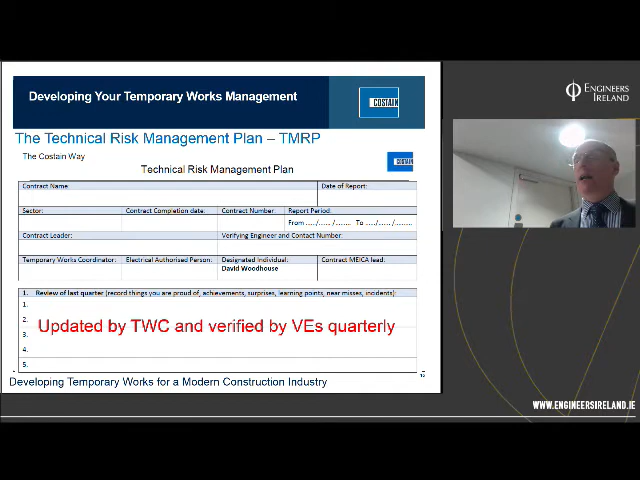 Developing Your Temporary Works Management
COSTAIN
The Technical Risk Management Plan – TMRP
The Costain Way
COSTAIN
Technical Risk Management Plan
Contract Name
Date of Report:
Sector:
Contract Completion date:
Contract Number:
Report Period:
From ...../...... /........ To ...../..... /........
Contract Leader:
Verifying Engineer and Contact Number:
Temporary Works Coordinator:
Electrical Authorised Person:
Designated Individual:
David Woodhouse
Contract MEICA lead:
1. Review of last quarter (record things you are proud of, achievements, surprises, learning points, near misses, incidents):
1.
2.
Updated by TWC and verified by VEs quarterly
3.
4.
5.
15
Developing Temporary Works for a Modern Construction Industry
ENGINEERS
IRELAND
WWW.ENGINEERSIRELAND.IE